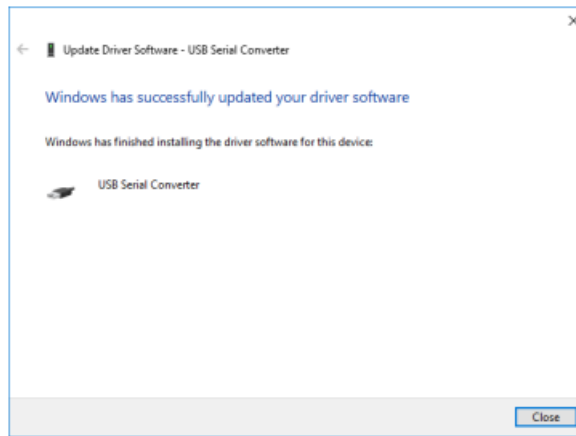 Update Driver Software - USB Serial Converter
Windows has successfully updated your driver software
Windows has finished installing the driver software for this device:
USB Serial Converter
Close